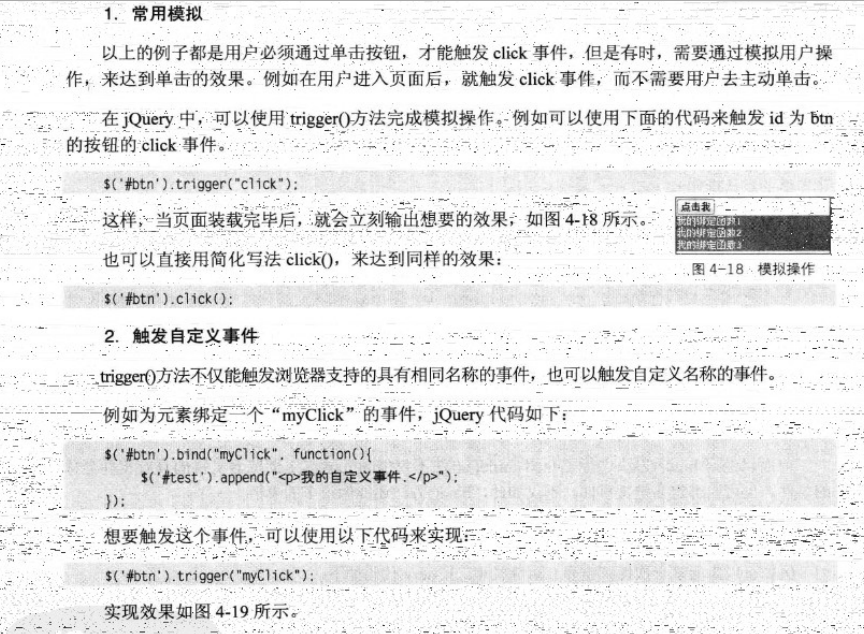 1. 常用模拟
以上的例子都是用户必须通过单击按钮，才能触发 click 事件，但是有时，需要通过模拟用户操
作，来达到单击的效果。例如在用户进入页面后，就触发 click 事件，而不需要用户去主动单击。
在 jQuery 中，可以使用 trigger()方法完成模拟操作。例如可以使用下面的代码来触发 id 为 btn
的按钮的 click 事件。
$('#btn').trigger("click");
这样，当页面装载完毕后，就会立刻输出想要的效果，如图 4-18 所示。
点击我
我的绑定函数1
我的绑定函数2
我的绑定函数3
图 4-18 模拟操作
也可以直接用简化写法 click()，来达到同样的效果：
$('#btn').click();
2. 触发自定义事件
trigger()方法不仅能触发浏览器支持的具有相同名称的事件，也可以触发自定义名称的事件。
例如为元素绑定一个“myClick”的事件，jQuery 代码如下：
$('#btn').bind("myClick", function(){
$('#test').append("<p>我的自定义事件.</p>");
});
想要触发这个事件，可以使用以下代码来实现：
$('#btn').trigger("myClick");
实现效果如图 4-19 所示。